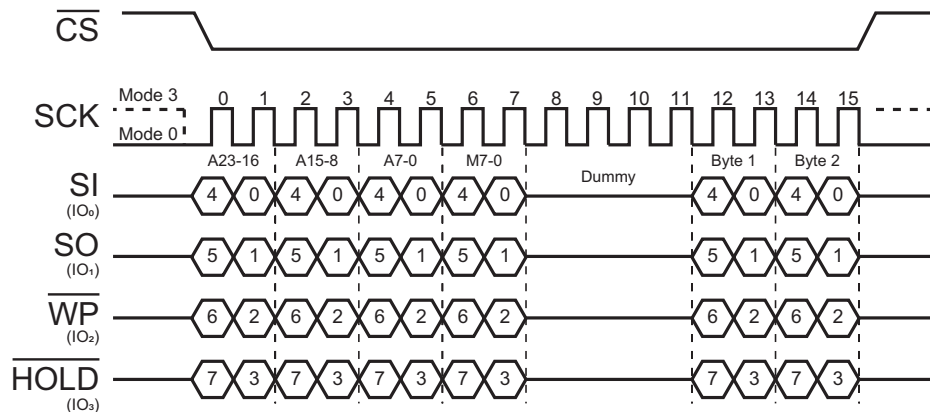 CS
Mode 3
0 1 2 3 4 5 6 7 8 9 10 11 12 13 14 15
SCK
Mode 0
A23-16 A15-8 A7-0 M7-0 Byte 1 Byte 2
SI 4 0 4 0 4 0 4 0 Dummy 4 0 4 0
(IO₀)
SO 5 1 5 1 5 1 5 1 5 1 5 1
(IO₁)
WP 6 2 6 2 6 2 6 2 6 2 6 2
(IO₂)
HOLD 7 3 7 3 7 3 7 3 7 3 7 3
(IO₃)